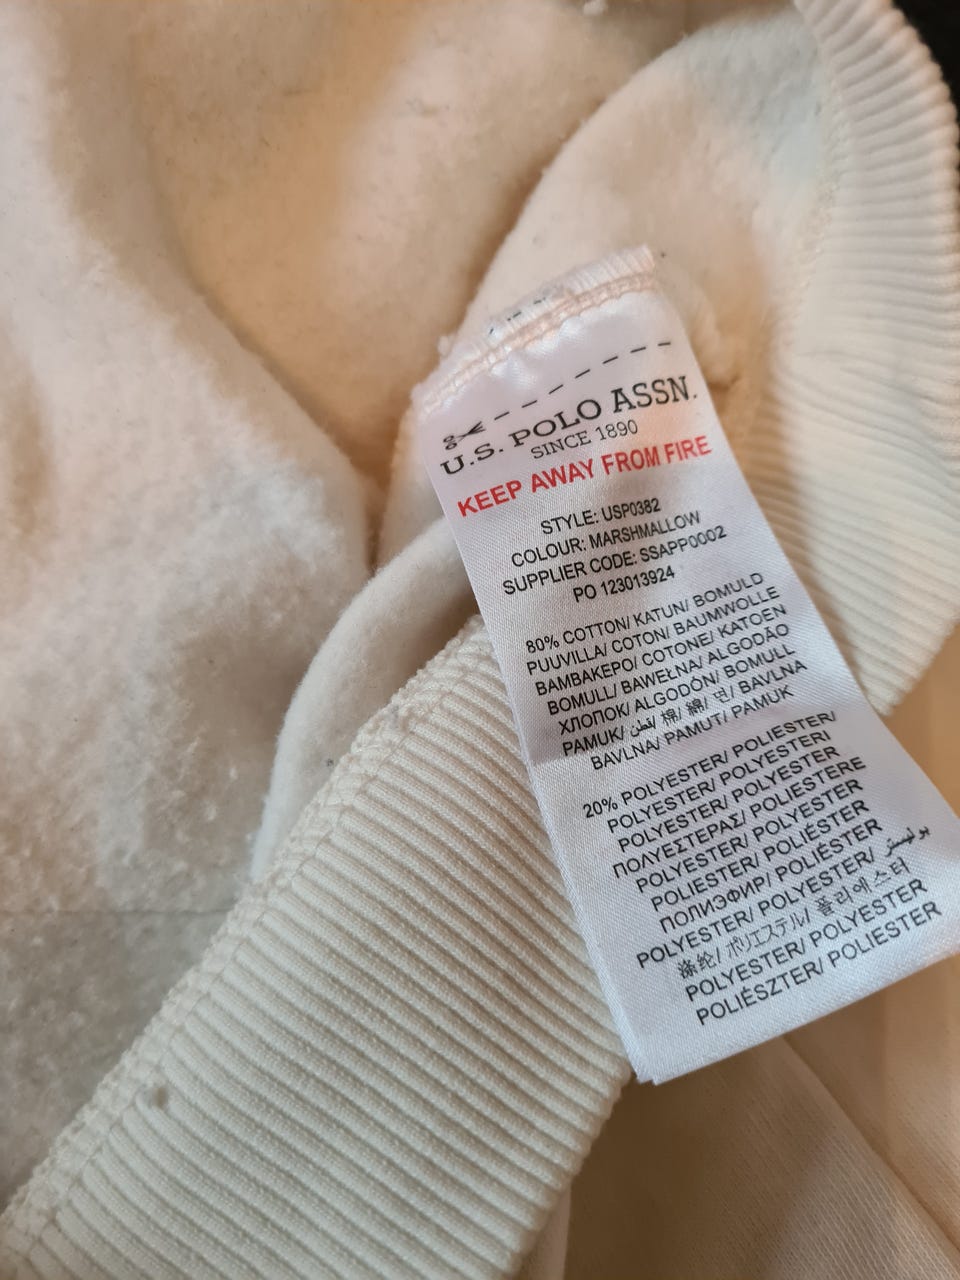 U.S. POLO ASSN.
SINCE 1890
KEEP AWAY FROM FIRE
STYLE: USP0382
COLOUR: MARSHMALLOW
SUPPLIER CODE: SSAPP0002
PO 123013924
80% COTTON/ KATUN/ BOMULD
PUUVILLA/ COTON/ BAUMWOLLE
BAMBAKEPO/ COTONE/ KATOEN
BOMULL/ BAWEŁNA/ ALGODÃO
ХЛОПОК/ ALGODÓN/ BOMULL
PAMUK/ قطن/ 棉/ 綿/ 면/ BAVLNA
BAVLNA/ PAMUT/ PAMUK
20% POLYESTER/ POLIESTER/
POLYESTER/ POLYESTERI
POLYESTER/ POLYESTER
ΠΟΛΥΕΣΤΕΡΑΣ/ POLIESTERE
POLYESTER/ POLYESTER
POLIESTER/ POLIÉSTER
ПОЛИЭФИР/ POLIÉSTER
POLYESTER/ POLYESTER/ بوليستر
涤纶/ ポリエステル/ 폴리에스터
POLYESTER/ POLYESTER
POLIÉSZTER/ POLIESTER